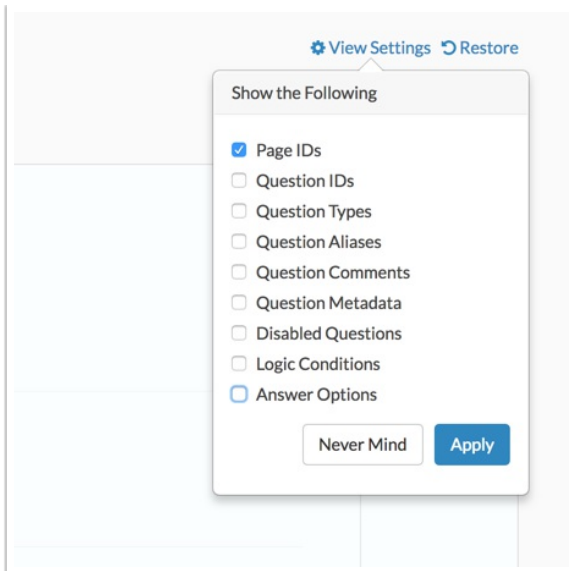 View Settings Restore
Show the Following
Page IDs
Question IDs
Question Types
Question Aliases
Question Comments
Question Metadata
Disabled Questions
Logic Conditions
Answer Options
Never Mind Apply